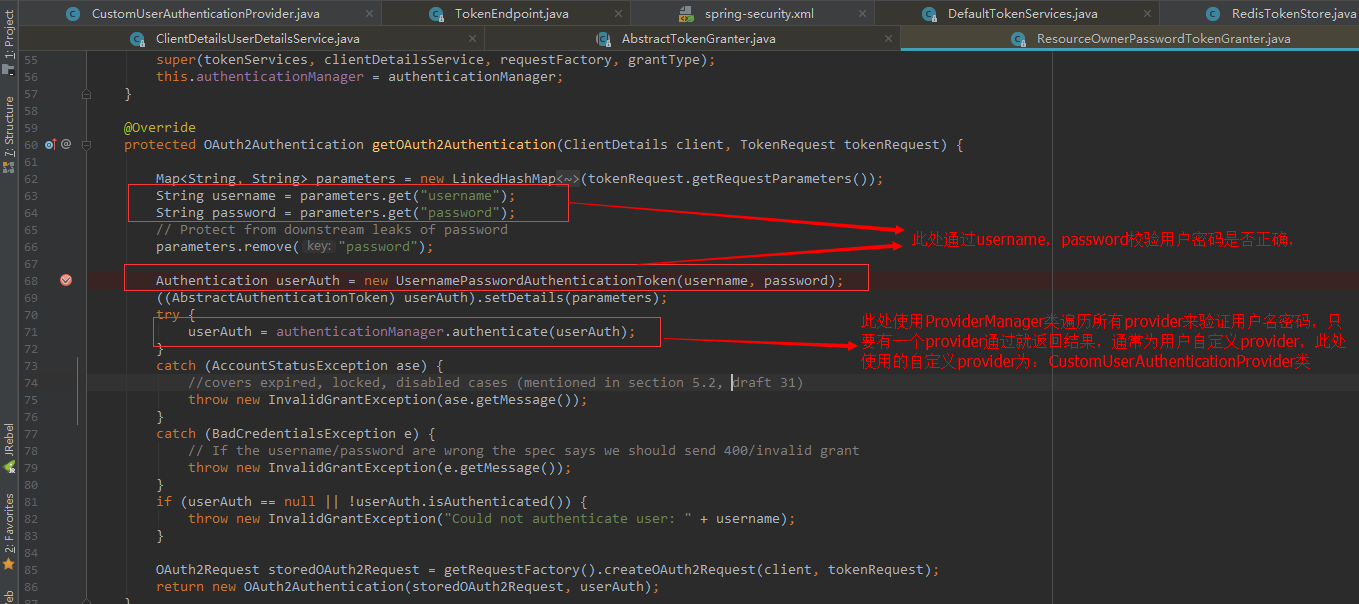 CustomUserAuthenticationProvider.java
TokenEndpoint.java
spring-security.xml
DefaultTokenServices.java
RedisTokenStore.java
ClientDetailsUserDetailsService.java
AbstractTokenGranter.java
ResourceOwnerPasswordTokenGranter.java
1: Project
7: Structure
JRebel
2: Favorites
55 super(tokenServices, clientDetailsService, requestFactory, grantType);
56 this.authenticationManager = authenticationManager;
57 }
58
59 @Override
60 protected OAuth2Authentication getOAuth2Authentication(ClientDetails client, TokenRequest tokenRequest) {
61
62 Map<String, String> parameters = new LinkedHashMap<~>(tokenRequest.getRequestParameters());
63 String username = parameters.get("username");
64 String password = parameters.get("password");
65 // Protect from downstream leaks of password
66 parameters.remove( key: "password");
67
68 Authentication userAuth = new UsernamePasswordAuthenticationToken(username, password);
69 ((AbstractAuthenticationToken) userAuth).setDetails(parameters);
70 try {
71 userAuth = authenticationManager.authenticate(userAuth);
72 }
73 catch (AccountStatusException ase) {
74 //covers expired, locked, disabled cases (mentioned in section 5.2, draft 31)
75 throw new InvalidGrantException(ase.getMessage());
76 }
77 catch (BadCredentialsException e) {
78 // If the username/password are wrong the spec says we should send 400/invalid grant
79 throw new InvalidGrantException(e.getMessage());
80 }
81 if (userAuth == null || !userAuth.isAuthenticated()) {
82 throw new InvalidGrantException("Could not authenticate user: " + username);
83 }
84
85 OAuth2Request storedOAuth2Request = getRequestFactory().createOAuth2Request(client, tokenRequest);
86 return new OAuth2Authentication(storedOAuth2Request, userAuth);
此处通过username，password校验用户密码是否正确，
此处使用ProviderManager类遍历所有provider来验证用户名密码，只
要有一个provider通过就返回结果，通常为用户自定义provider，此处
使用的自定义provider为：CustomUserAuthenticationProvider类